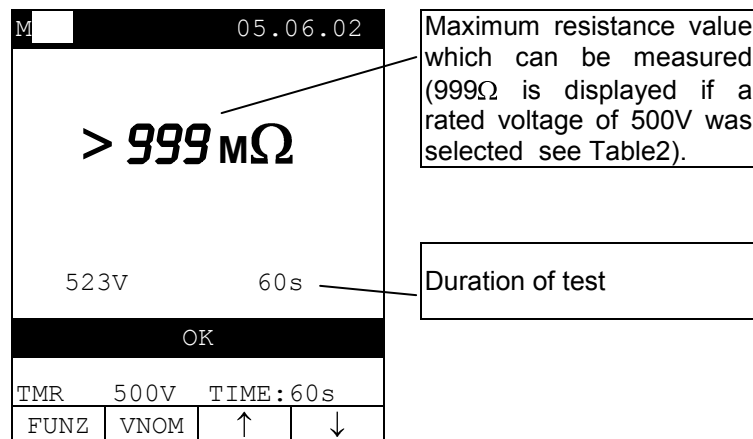 M 05.06.02
> 999 MΩ
523V 60s
OK
TMR 500V TIME:60s
FUNZ VNOM ↑ ↓
Maximum resistance value
which can be measured
(999Ω is displayed if a
rated voltage of 500V was
selected see Table2).
Duration of test